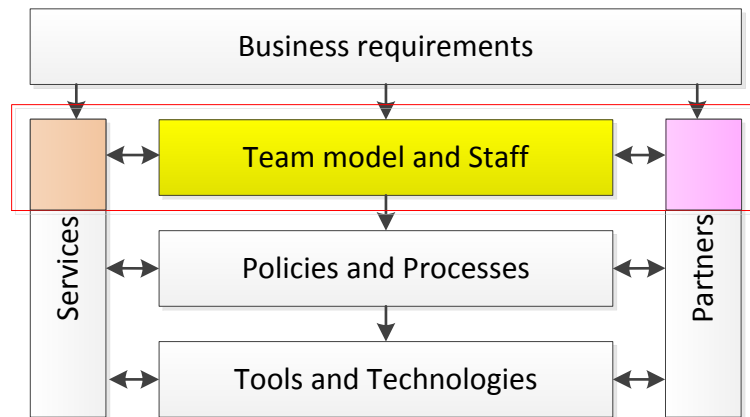 Business requirements
Team model and Staff
Services
Policies and Processes
Partners
Tools and Technologies